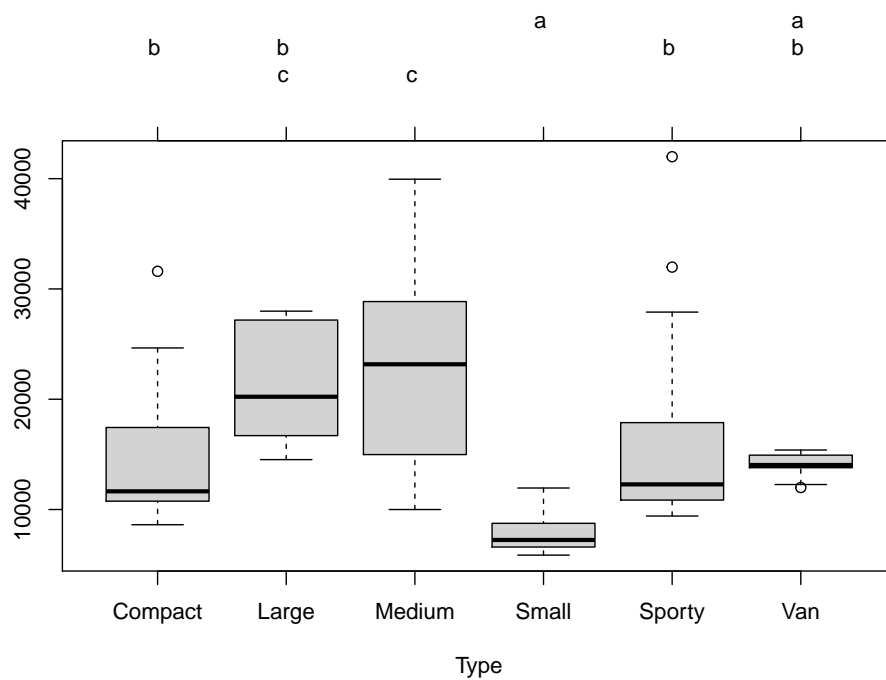 a a
b b b b
c c
40000
30000
20000
10000
Compact Large Medium Small Sporty Van
Type